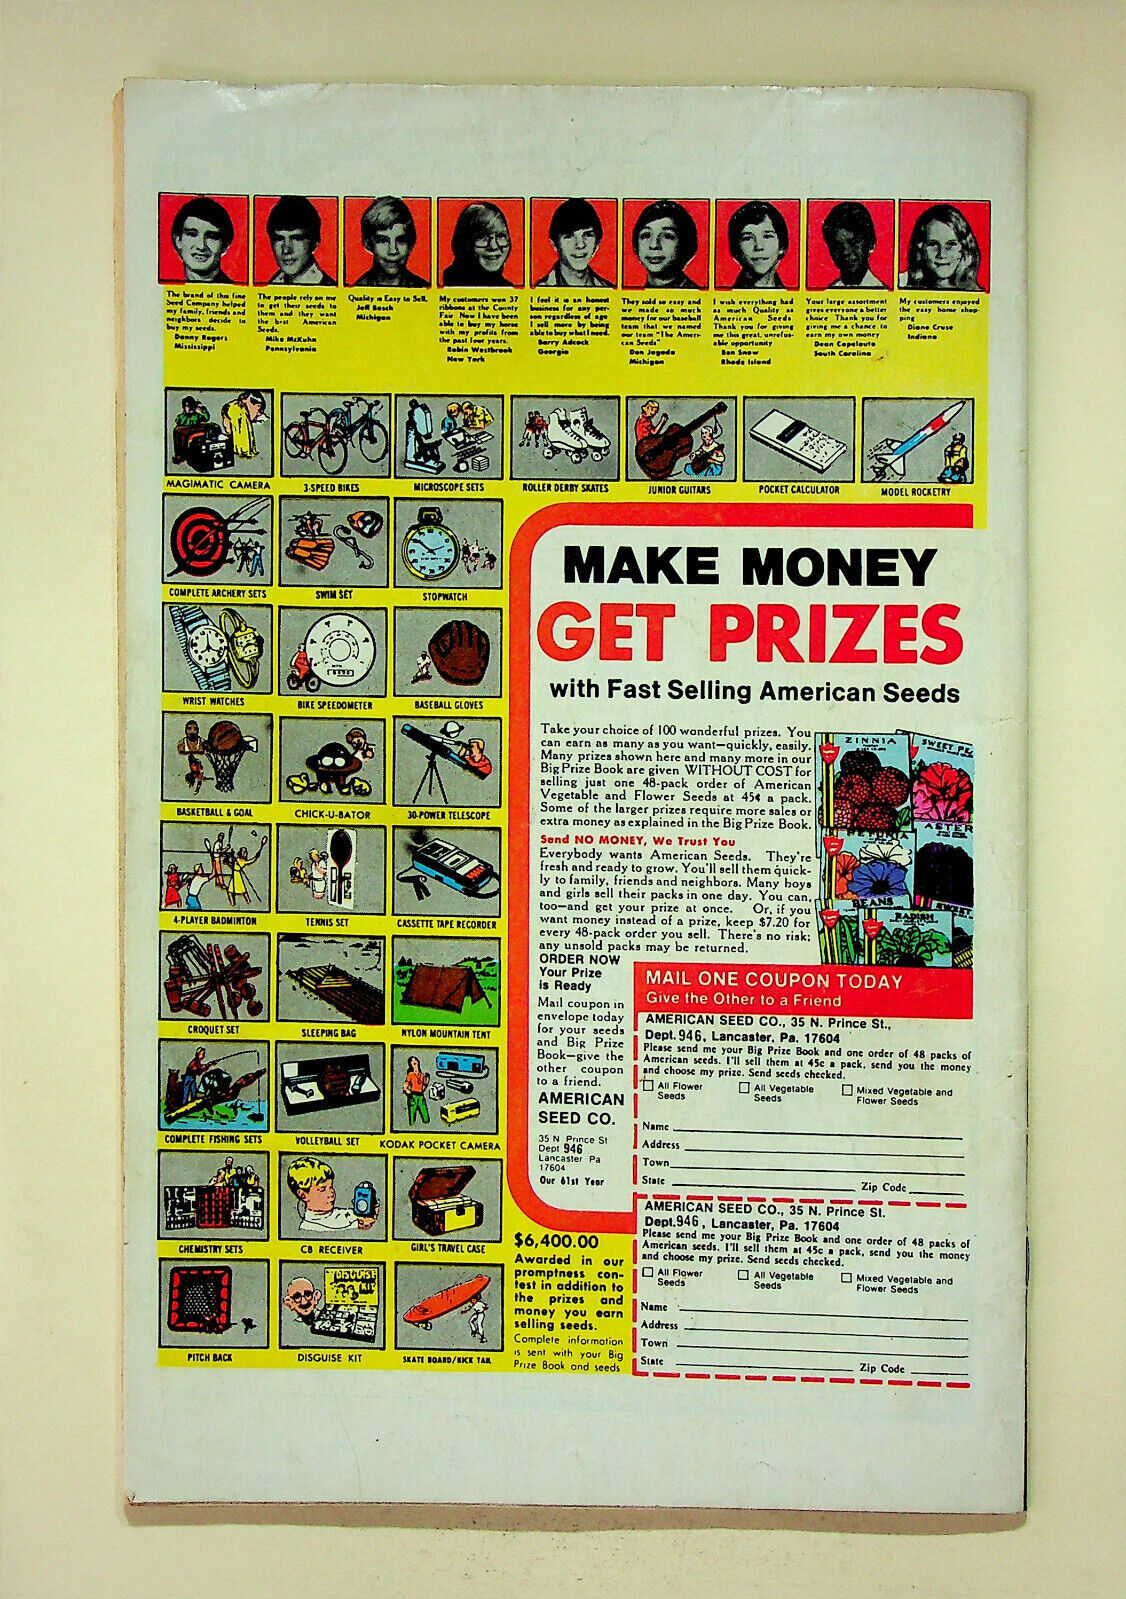 The brand of this fine
Seed Company helped
my family, friends and
neighbors decide to
buy my seeds.
Danny Rogers
Mississippi
The people rely on me
to get their seeds to
them and they want
the best American
Seeds.
Mike McKuhn
Pennsylvania
Quality is Easy to Sell.
Jeff Basch
Michigan
My customers won 37
ribbons at the County
Fair Now I have been
able to buy my horse
with my profits from
the past four years.
Robin Westbrook
New York
I feel it is an honest
business for any per-
son regardless of age
I sell more by being
able to buy what I need.
Barry Adcock
Georgia
They sold so easy and
we made so much
money for our baseball
team that we named
our team "The Ameri-
can Seeds"
Don Jagoda
Michigan
I wish everything had
as much Quality as
American Seeds
Thank you for giving
me this great, unrefus-
able opportunity
Ben Snow
Rhode Island
Your large assortment
gives everyone a better
choice Thank you for
giving me a chance to
earn my own money
Dean Capaloute
South Carolina
My customers enjoyed
the easy home shop-
ping
Diane Cruse
Indiana
MAGIMATIC CAMERA
3-SPEED BIKES
MICROSCOPE SETS
ROLLER DERBY SKATES
JUNIOR GUITARS
POCKET CALCULATOR
MODEL ROCKETRY
COMPLETE ARCHERY SETS
SWIM SET
STOPWATCH
WRIST WATCHES
BIKE SPEEDOMETER
BASEBALL GLOVES
BASKETBALL & GOAL
CHICK-U-BATOR
30-POWER TELESCOPE
4-PLAYER BADMINTON
TENNIS SET
CASSETTE TAPE RECORDER
CROQUET SET
SLEEPING BAG
NYLON MOUNTAIN TENT
COMPLETE FISHING SETS
VOLLEYBALL SET
KODAK POCKET CAMERA
CHEMISTRY SETS
CB RECEIVER
GIRL'S TRAVEL CASE
PITCH BACK
DISGUISE KIT
DISGUISE KIT
SKATE BOARD/KICK TAIL
MAKE MONEY
GET PRIZES
with Fast Selling American Seeds
Take your choice of 100 wonderful prizes. You
can earn as many as you want—quickly, easily.
Many prizes shown here and many more in our
Big Prize Book are given WITHOUT COST for
selling just one 48-pack order of American
Vegetable and Flower Seeds at 45¢ a pack.
Some of the larger prizes require more sales or
extra money as explained in the Big Prize Book.
Send NO MONEY, We Trust You
Everybody wants American Seeds. They're
fresh and ready to grow. You'll sell them quick-
ly to family, friends and neighbors. Many boys
and girls sell their packs in one day. You can,
too—and get your prize at once. Or, if you
want money instead of a prize, keep $7.20 for
every 48-pack order you sell. There's no risk;
any unsold packs may be returned.
ZINNIA
SWEET PE
ASTER
PETUNIA
BEANS
RADISH
SWEET
ORDER NOW
Your Prize
is Ready
Mail coupon in
envelope today
for your seeds
and Big Prize
Book—give the
other coupon
to a friend.
AMERICAN
SEED CO.
35 N Prince St
Dept 946
Lancaster Pa
17604
Our 61st Year
$6,400.00
Awarded in our
promptness con-
test in addition to
the prizes and
money you earn
selling seeds.
Complete information
is sent with your Big
Prize Book and seeds
MAIL ONE COUPON TODAY
Give the Other to a Friend
AMERICAN SEED CO., 35 N. Prince St.,
Dept. 946, Lancaster, Pa. 17604
Please send me your Big Prize Book and one order of 48 packs of
American seeds. I'll sell them at 45c a pack, send you the money
and choose my prize. Send seeds checked.
All Flower Seeds
All Vegetable Seeds
Mixed Vegetable and Flower Seeds
Name
Address
Town
State Zip Code
AMERICAN SEED CO., 35 N. Prince St.
Dept. 946, Lancaster, Pa. 17604
Please send me your Big Prize Book and one order of 48 packs of
American seeds. I'll sell them at 45c a pack, send you the money
and choose my prize. Send seeds checked.
All Flower Seeds
All Vegetable Seeds
Mixed Vegetable and Flower Seeds
Name
Address
Town
State Zip Code